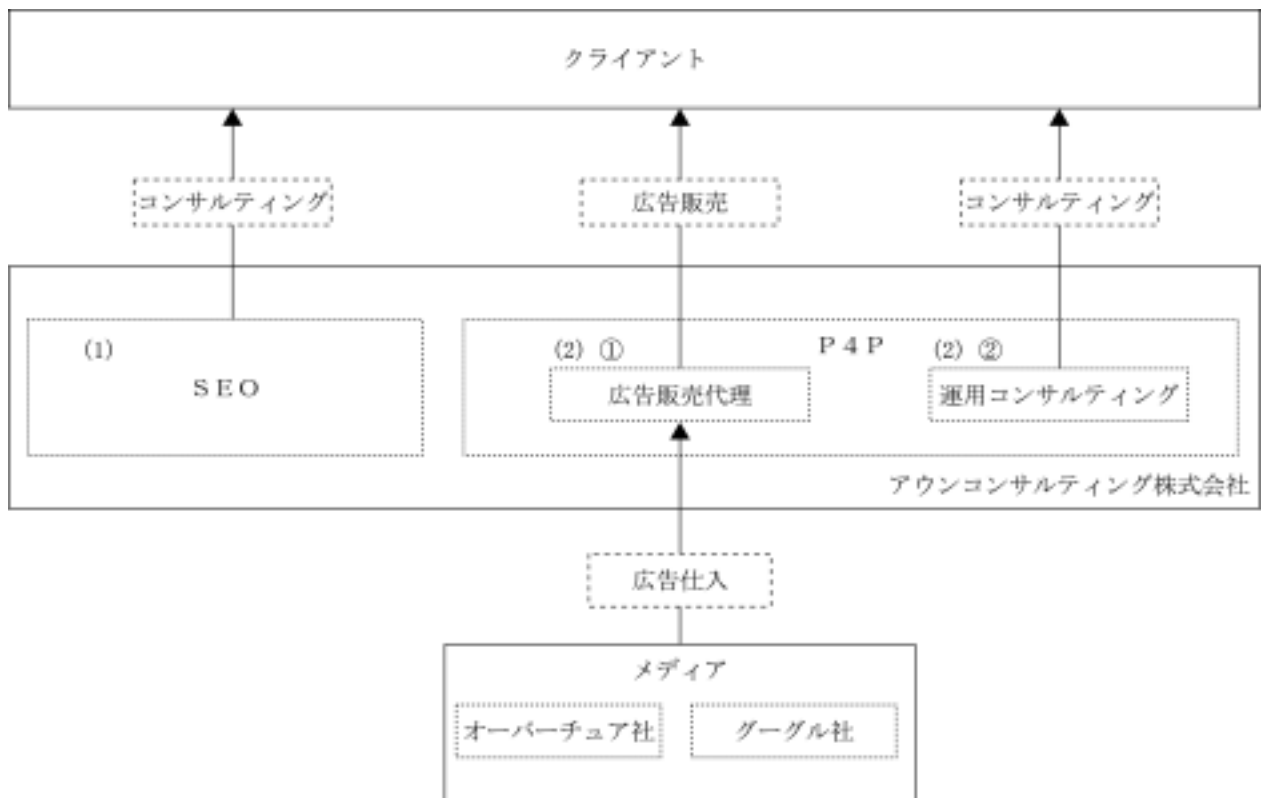 クライアント
コンサルティング
広告販売
コンサルティング
(1)
SEO
(2) ①
P4P
(2) ②
広告販売代理
運用コンサルティング
アウンコンサルティング株式会社
広告仕入
メディア
オーバーチュア社
グーグル社